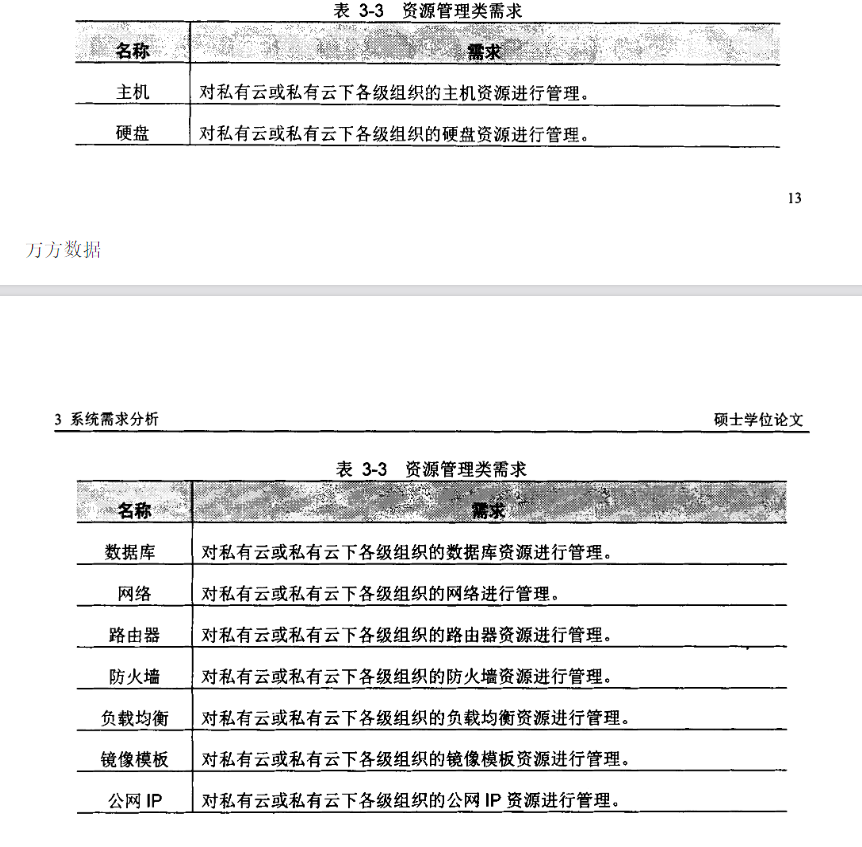 表 3-3 资源管理类需求
名称 需求
主机 对私有云或私有云下各级组织的主机资源进行管理。
硬盘 对私有云或私有云下各级组织的硬盘资源进行管理。
13
万方数据
3 系统需求分析 硕士学位论文
表 3-3 资源管理类需求
名称 需求
数据库 对私有云或私有云下各级组织的数据库资源进行管理。
网络 对私有云或私有云下各级组织的网络进行管理。
路由器 对私有云或私有云下各级组织的路由器资源进行管理。
防火墙 对私有云或私有云下各级组织的防火墙资源进行管理。
负载均衡 对私有云或私有云下各级组织的负载均衡资源进行管理。
镜像模板 对私有云或私有云下各级组织的镜像模板资源进行管理。
公网 IP 对私有云或私有云下各级组织的公网 IP 资源进行管理。